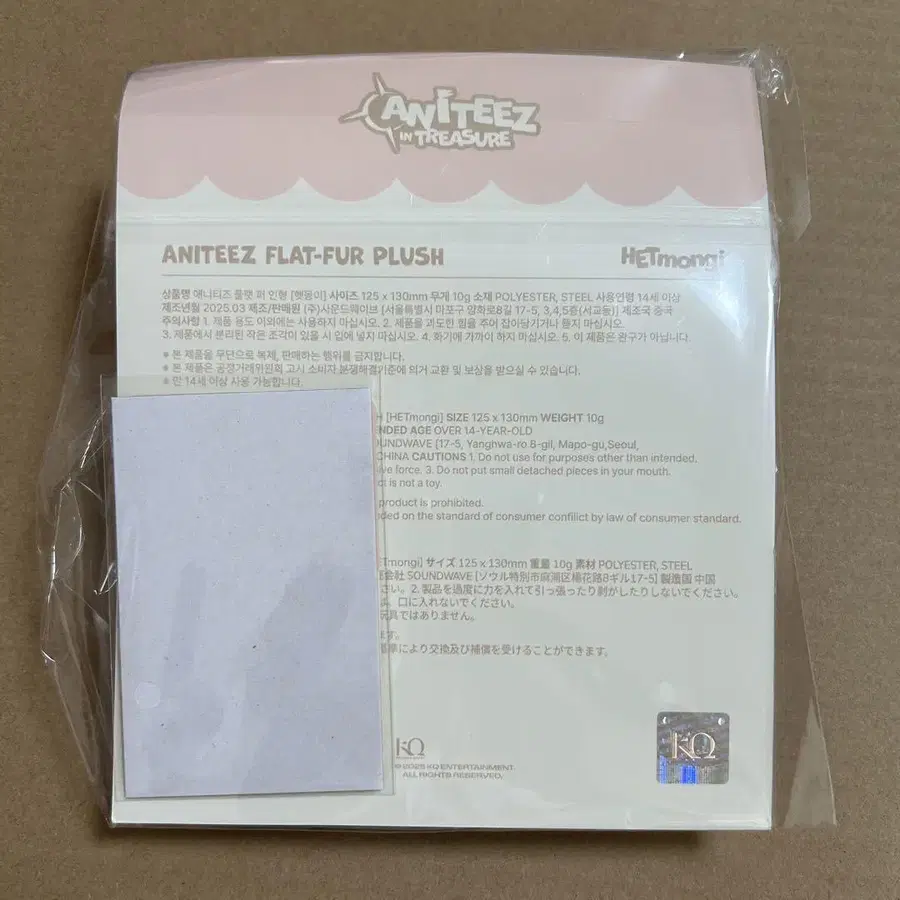 ANITEEZ
IN TREASURE
ANITEEZ FLAT-FUR PLUSH
HETmongi
상품명 애니티즈 플랫 퍼 인형 [햇몽이] 사이즈 125 x 130mm 무게 10g 소재 POLYESTER, STEEL 사용연령 14세 이상
제조년월 2025.03 제조/판매원 (주)사운드웨이브 [서울특별시 마포구 양화로8길 17-5, 3,4,5층(서교동)] 제조국 중국
주의사항 1. 제품 용도 이외에는 사용하지 마십시오. 2. 제품을 과도한 힘을 주어 잡아당기거나 뜯지 마십시오.
3. 제품에서 분리된 작은 조각이 있을 시 입에 넣지 마십시오. 4. 화기에 가까이 하지 마십시오. 5. 이 제품은 완구가 아닙니다.
※ 본 제품을 무단으로 복제, 판매하는 행위를 금지합니다.
※ 본 제품은 공정거래위원회 고시 소비자 분쟁해결기준에 의거 교환 및 보상을 받으실 수 있습니다.
※ 만 14세 이상 사용 가능합니다.
[HETmongi] SIZE 125 x 130mm WEIGHT 10g
NDED AGE OVER 14-YEAR-OLD
OUNDWAVE [17-5, Yanghwa-ro 8-gil, Mapo-gu,Seoul,
CHINA CAUTIONS 1. Do not use for purposes other than intended.
ve force. 3. Do not put small detached pieces in your mouth.
ct is not a toy.
product is prohibited.
ded on the standard of consumer confilict by law of consumer standard.
Tmongi] サイズ 125 x 130mm 重量 10g 素材 POLYESTER, STEEL
会社 SOUNDWAVE [ソウル特別市麻浦区楊花路8ギル17-5] 製造国 中国
さい。2. 製品を過度に力を入れて引っ張ったり剥がしたりしないでください。
口に入れないでください。
玩具ではありません。
ます。
基準により交換及び補償を受けることができます。
KQ
© 2025 KQ ENTERTAINMENT.
ALL RIGHTS RESERVED.
KQ